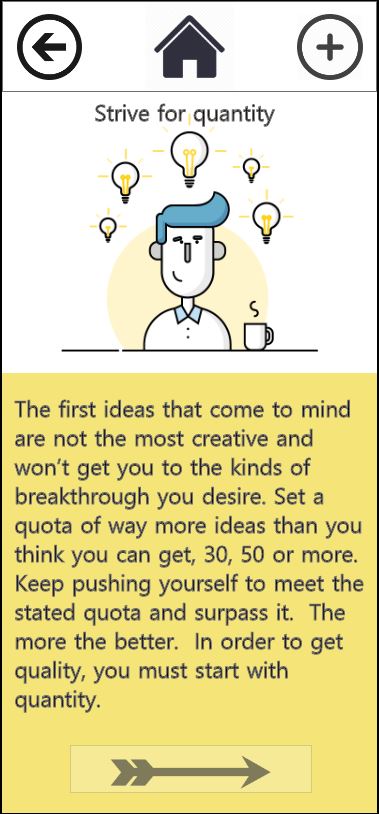 Strive for quantity
The first ideas that come to mind
are not the most creative and
won't get you to the kinds of
breakthrough you desire. Set a
quota of way more ideas than you
think you can get, 30, 50 or more.
Keep pushing yourself to meet the
stated quota and surpass it.  The
more the better.  In order to get
quality, you must start with
quantity.